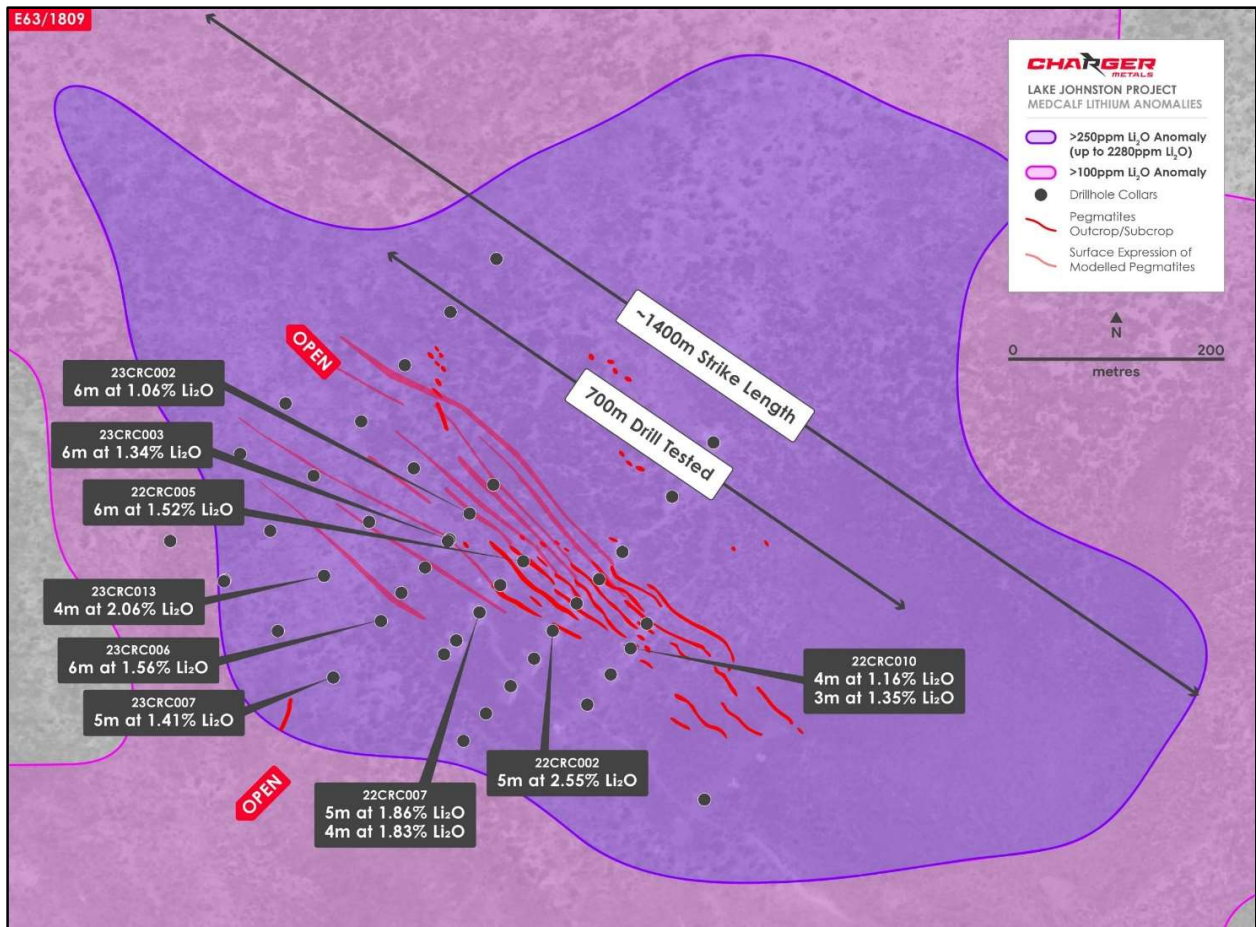 E63/1809
CHARGER
METALS
LAKE JOHNSTON PROJECT
MEDCALF LITHIUM ANOMALIES
>250ppm Li₂O Anomaly
(up to 2280ppm Li₂O)
>100ppm Li₂O Anomaly
Drillhole Collars
Pegmatites
Outcrop/Subcrop
Surface Expression of
Modelled Pegmatites
N
0 200
metres
~1400m Strike Length
700m Drill Tested
OPEN
23CRC002
6m at 1.06% Li₂O
23CRC003
6m at 1.34% Li₂O
22CRC005
6m at 1.52% Li₂O
23CRC013
4m at 2.06% Li₂O
23CRC006
6m at 1.56% Li₂O
23CRC007
5m at 1.41% Li₂O
OPEN
22CRC007
5m at 1.86% Li₂O
4m at 1.83% Li₂O
22CRC002
5m at 2.55% Li₂O
22CRC010
4m at 1.16% Li₂O
3m at 1.35% Li₂O